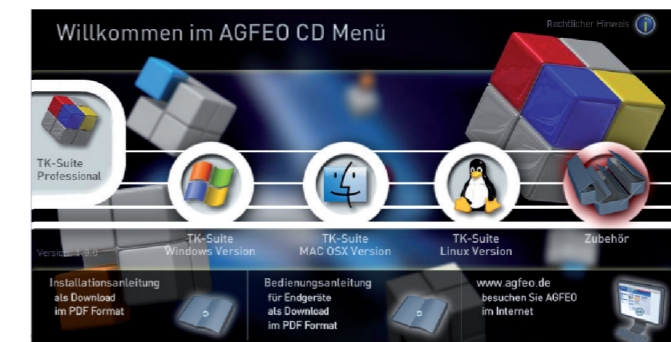 Willkommen im AGFEO CD Menü
Rechtlicher Hinweis
TK-Suite
Professional
TK-Suite
Windows Version
TK-Suite
MAC OSX Version
TK-Suite
Linux Version
Zubehör
Installationsanleitung
als Download
im PDF Format
Bedienungsanleitung
für Endgeräte
als Download
im PDF Format
www.agfeo.de
besuchen Sie AGFEO
im Internet